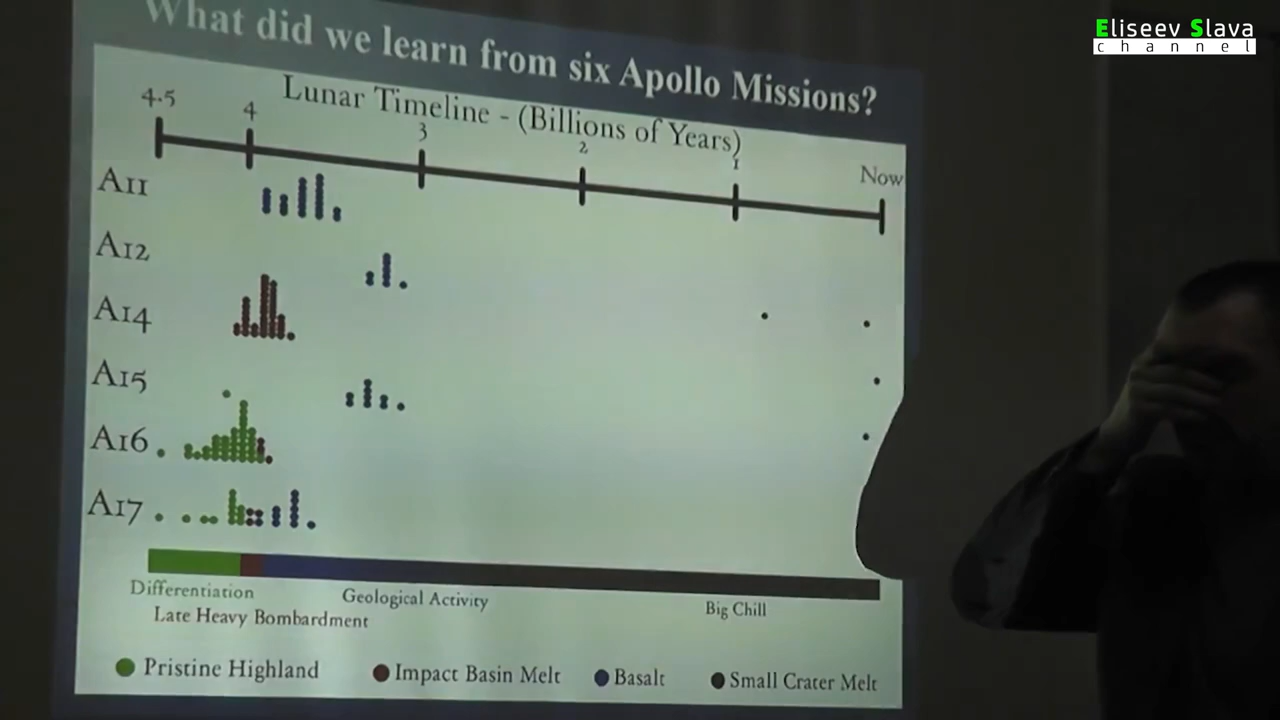 Eliseev Slava
channel
What did we learn from six Apollo Missions?
Lunar Timeline - (Billions of Years)
4.5 4 3 2 1 Now
A11
A12
A14
A15
A16
A17
Differentiation
Late Heavy Bombardment
Geological Activity
Big Chill
Pristine Highland
Impact Basin Melt
Basalt
Small Crater Melt